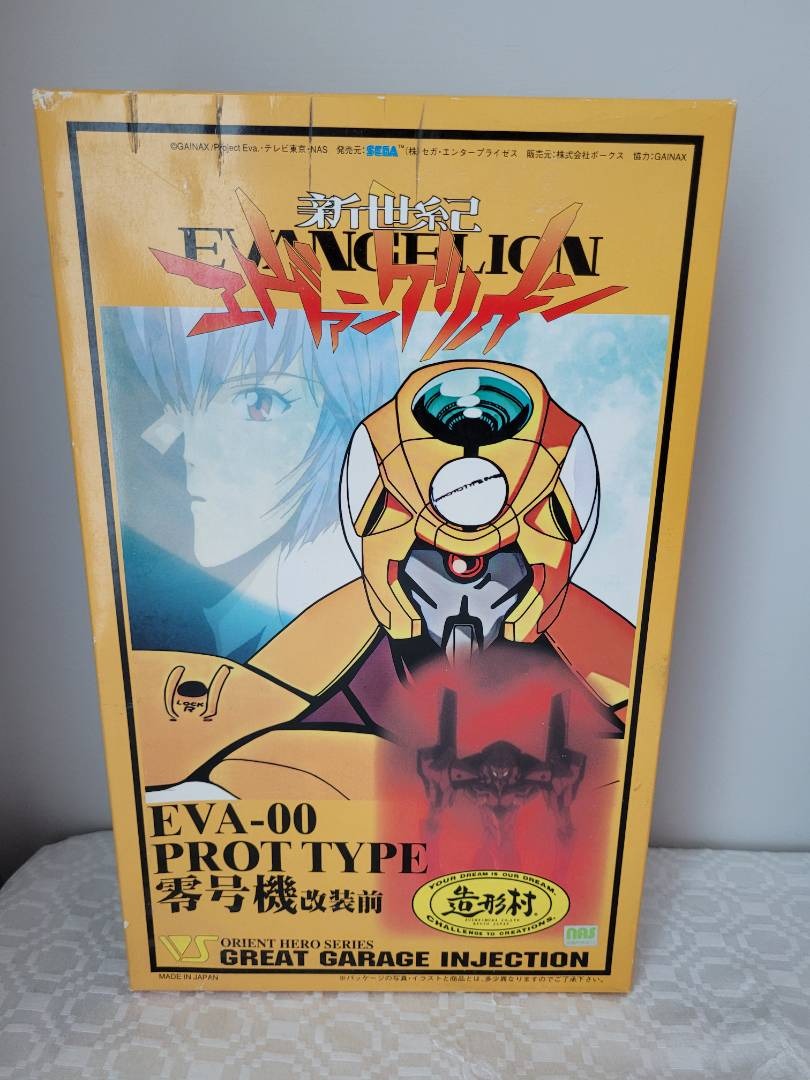 ©GAINAX/Project Eva.・テレビ東京・NAS 発売元:SEGA™(株)セガ・エンタープライゼス 販売元:株式会社ボークス 協力:GAINAX
新世紀
EVANGELION
ヱヴァンゲリヲン
PROTOTYPE
LOCK
EVA-00
PROT TYPE
零号機改装前
YOUR DREAM IS OUR DREAM.
造形村®
CHALLENGE TO CREATIONS.
nas
VS ORIENT HERO SERIES
GREAT GARAGE INJECTION
MADE IN JAPAN
※パッケージの写真・イラストと商品とは、多少異なりますのでご了承下さい。